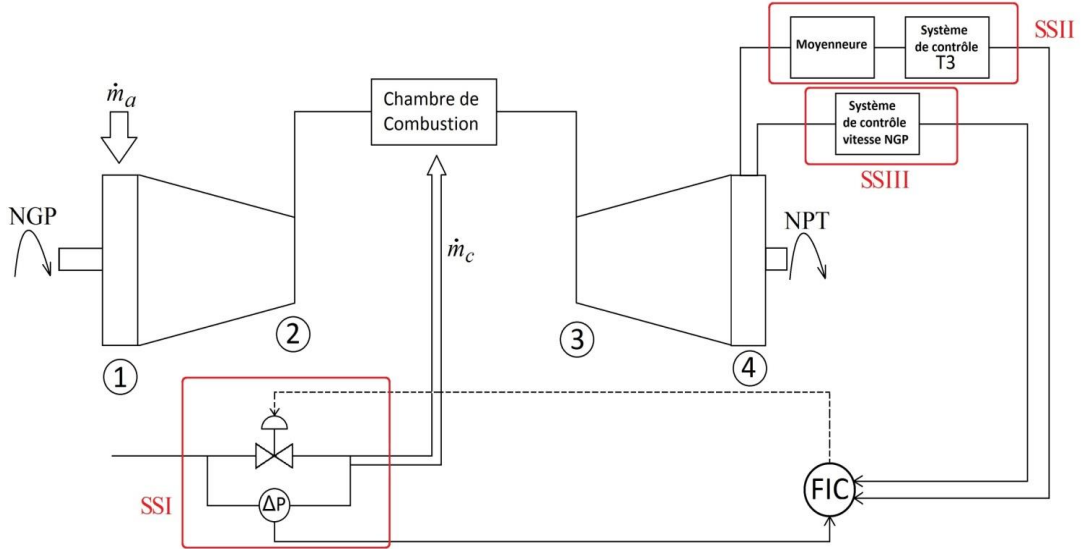 SSII
Moyenneure
Système
de contrôle
T3
ṁa
Chambre de
Combustion
Système
de contrôle
vitesse NGP
SSIII
NGP
NPT
ṁc
2
3
1
4
SSI
ΔP
FIC